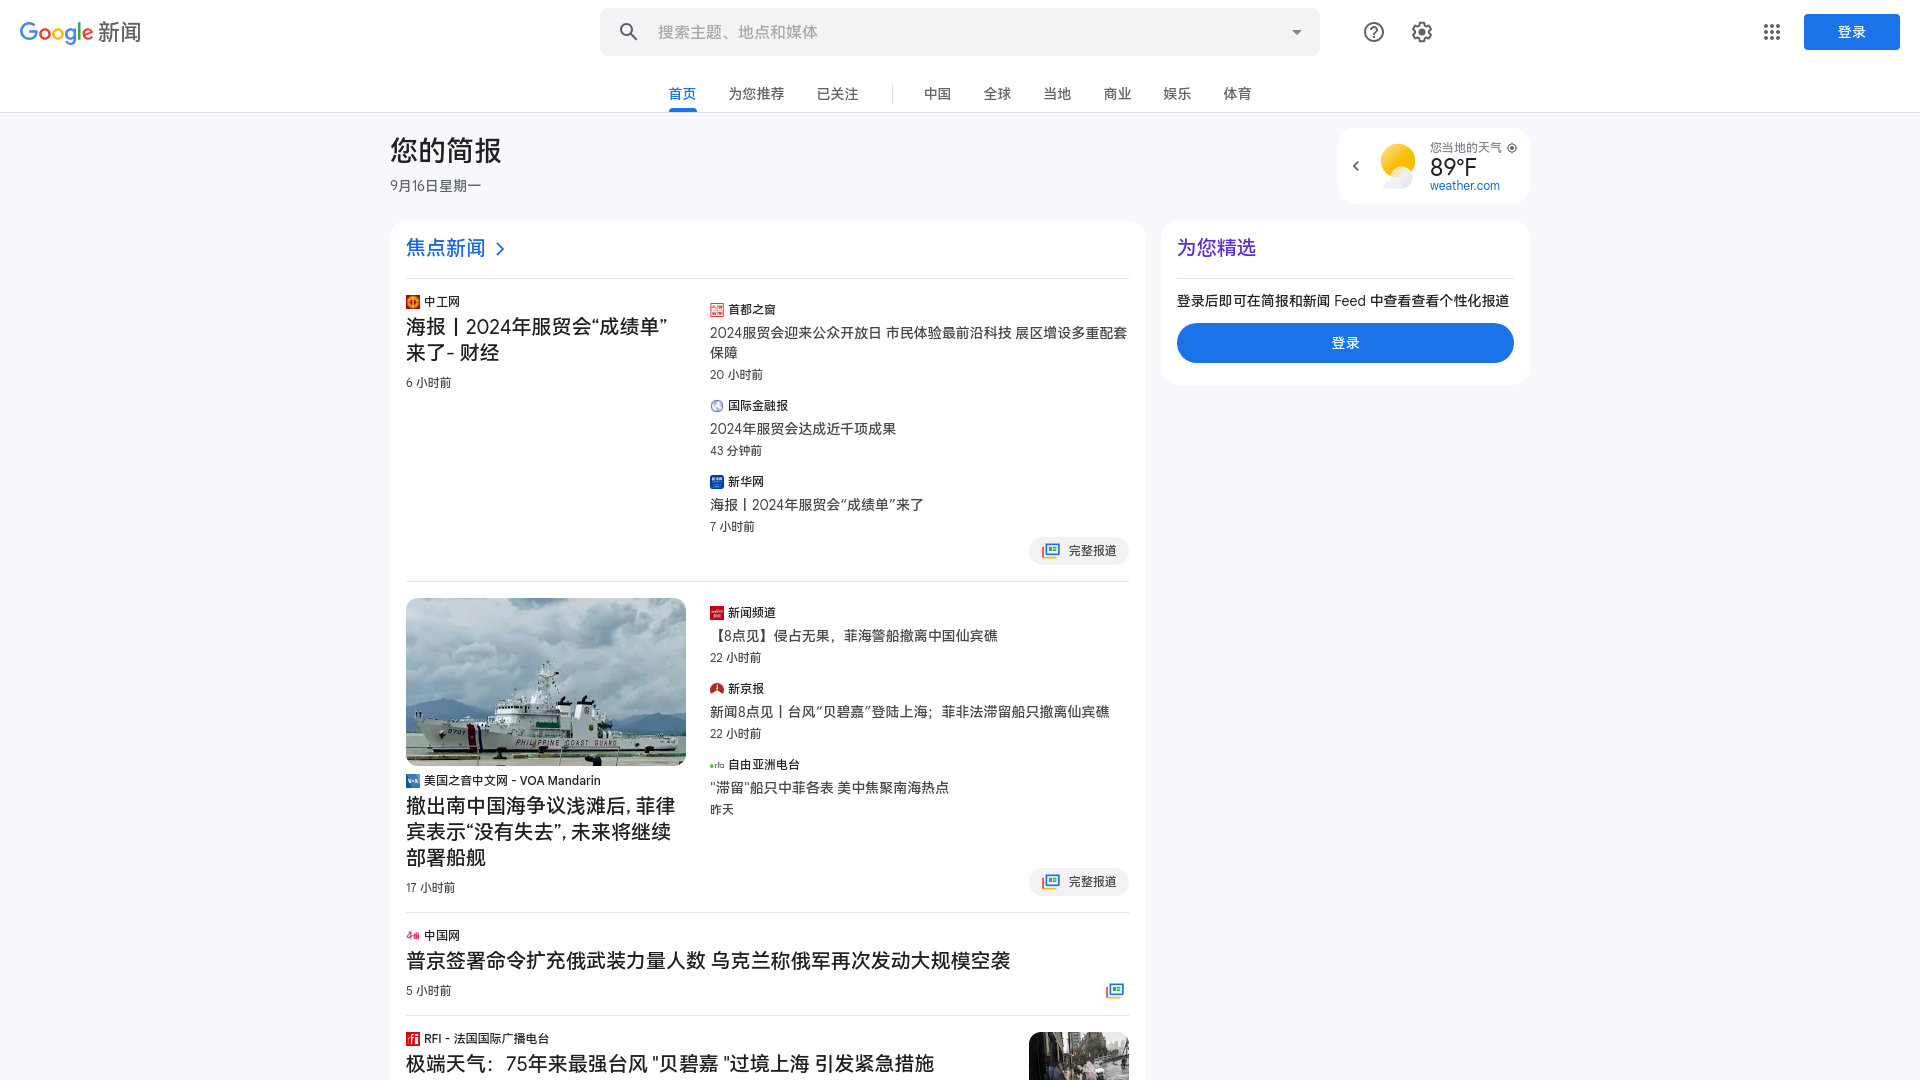 Google 新闻
搜索主题、地点和媒体
登录
首页
为您推荐
已关注
中国
全球
当地
商业
娱乐
体育
您的简报
9月16日星期一
您当地的天气
89°F
weather.com
焦点新闻
中工网
海报丨2024年服贸会“成绩单”
来了- 财经
6 小时前
首都之窗
2024服贸会迎来公众开放日 市民体验最前沿科技 展区增设多重配套
保障
20 小时前
国际金融报
2024年服贸会达成近千项成果
43 分钟前
新华网
海报丨2024年服贸会“成绩单”来了
7 小时前
完整报道
为您精选
登录后即可在简报和新闻 Feed 中查看查看个性化报道
登录
9701
PHILIPPINE COAST GUARD
美国之音中文网 - VOA Mandarin
撤出南中国海争议浅滩后, 菲律
宾表示“没有失去”, 未来将继续
部署船舰
17 小时前
新闻频道
【8点见】侵占无果，菲海警船撤离中国仙宾礁
22 小时前
新京报
新闻8点见丨台风“贝碧嘉”登陆上海；菲非法滞留船只撤离仙宾礁
22 小时前
rfa 自由亚洲电台
"滞留"船只中菲各表 美中焦聚南海热点
昨天
完整报道
中国网
普京签署命令扩充俄武装力量人数 乌克兰称俄军再次发动大规模空袭
5 小时前
RFI - 法国国际广播电台
极端天气：75年来最强台风 "贝碧嘉 "过境上海 引发紧急措施